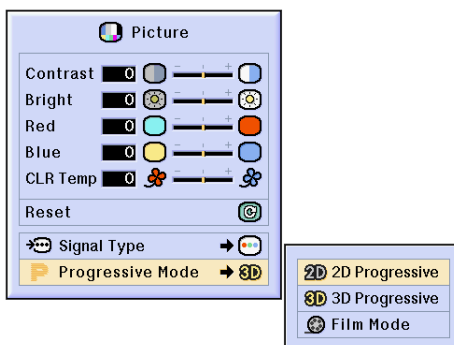 Picture
Contrast 0
Bright 0
Red 0
Blue 0
CLR Temp 0
Reset
Signal Type
P Progressive Mode 3D
2D 2D Progressive
3D 3D Progressive
Film Mode